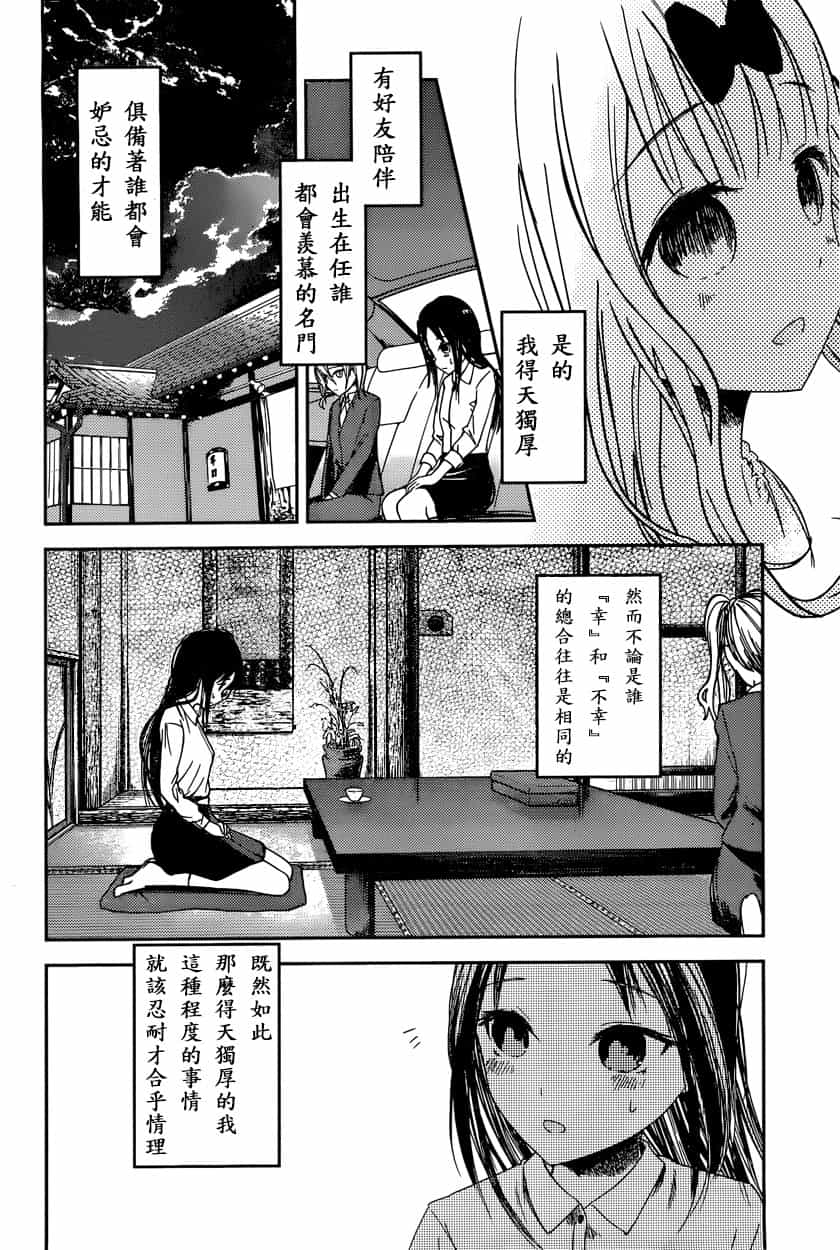 是的
我得天獨厚
有好友陪伴
出生在任誰
都會羨慕的名門
俱備著誰都會
妒忌的才能
然而不論是誰
『幸』和『不幸』
的總合往往是相同的
既然如此
那麼得天獨厚的我
這種程度的事情
就該忍耐才合乎情理